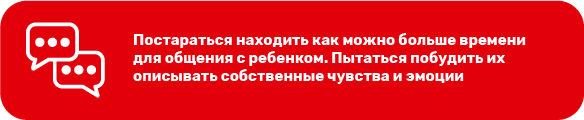 Постараться находить как можно больше времени
для общения с ребенком. Пытаться побудить их
описывать собственные чувства и эмоции